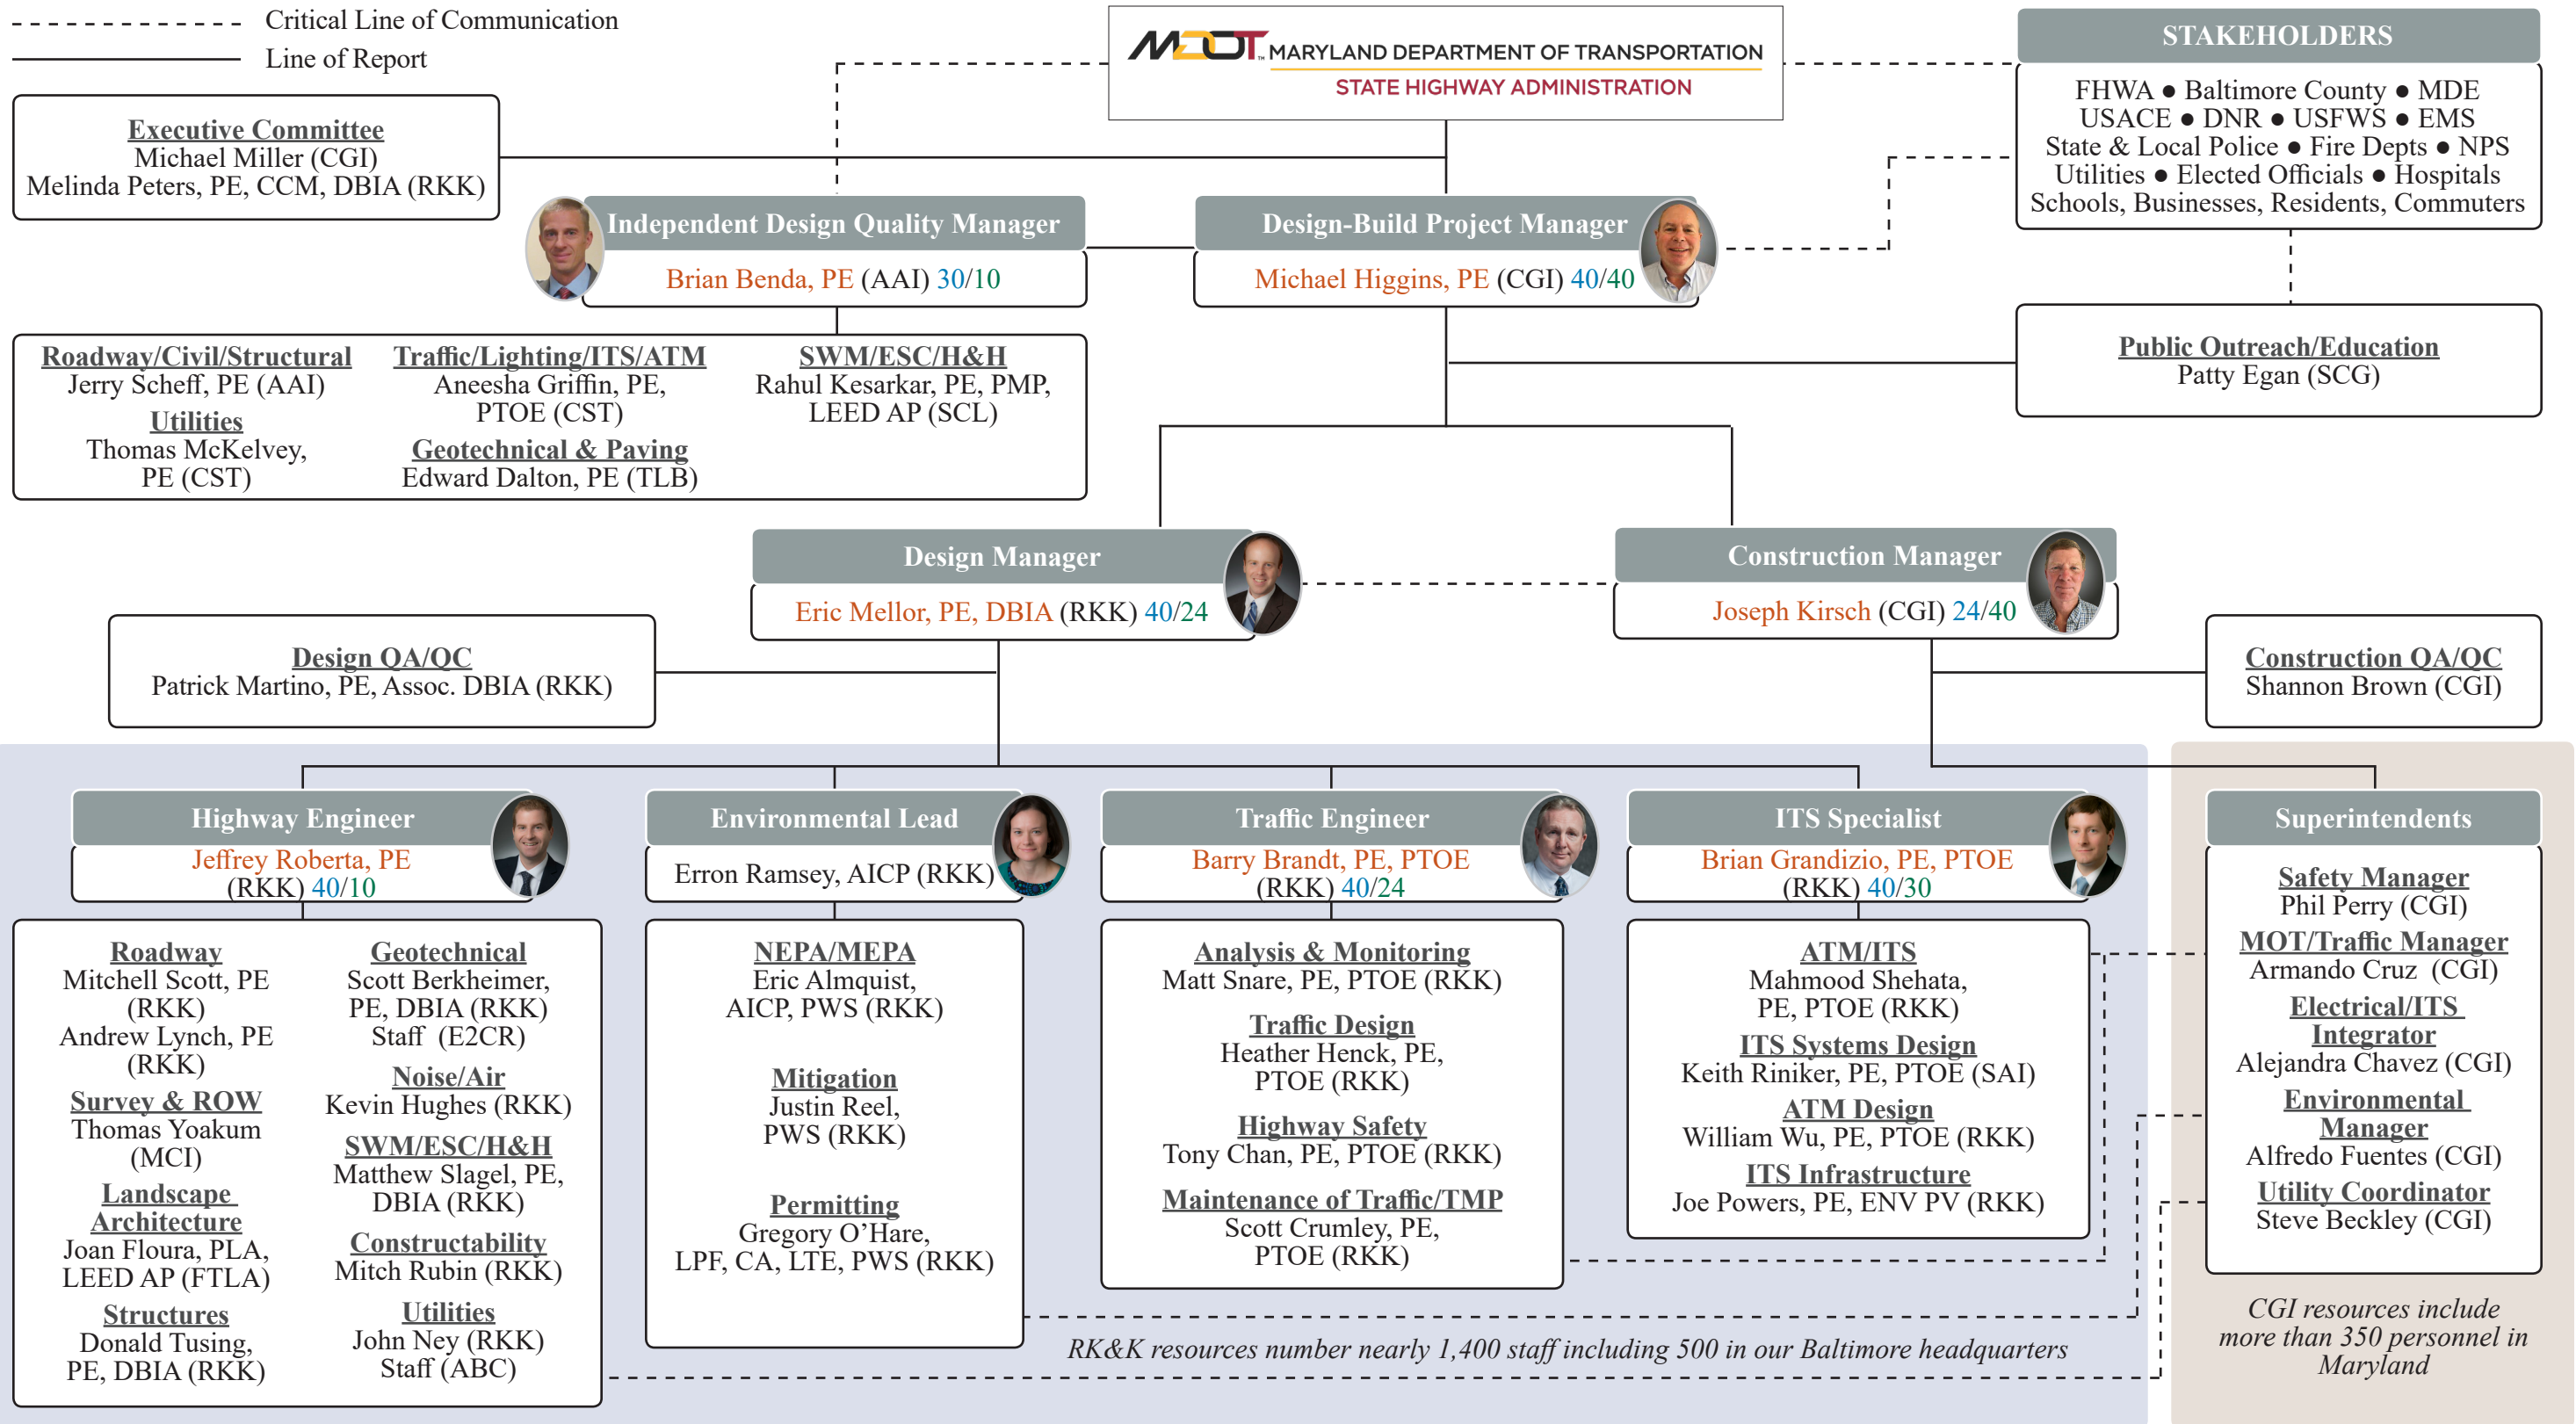 Critical Line of Communication
Line of Report
MDOT™ MARYLAND DEPARTMENT OF TRANSPORTATION
STATE HIGHWAY ADMINISTRATION
STAKEHOLDERS
FHWA ● Baltimore County ● MDE
USACE ● DNR ● USFWS ● EMS
State & Local Police ● Fire Depts ● NPS
Utilities ● Elected Officials ● Hospitals
Schools, Businesses, Residents, Commuters
Executive Committee
Michael Miller (CGI)
Melinda Peters, PE, CCM, DBIA (RKK)
Independent Design Quality Manager
Brian Benda, PE (AAI) 30/10
Design-Build Project Manager
Michael Higgins, PE (CGI) 40/40
Roadway/Civil/Structural
Jerry Scheff, PE (AAI)
Utilities
Thomas McKelvey,
PE (CST)
Traffic/Lighting/ITS/ATM
Aneesha Griffin, PE,
PTOE (CST)
Geotechnical & Paving
Edward Dalton, PE (TLB)
SWM/ESC/H&H
Rahul Kesarkar, PE, PMP,
LEED AP (SCL)
Public Outreach/Education
Patty Egan (SCG)
Design Manager
Eric Mellor, PE, DBIA (RKK) 40/24
Construction Manager
Joseph Kirsch (CGI) 24/40
Design QA/QC
Patrick Martino, PE, Assoc. DBIA (RKK)
Construction QA/QC
Shannon Brown (CGI)
Highway Engineer
Jeffrey Roberta, PE
(RKK) 40/10
Environmental Lead
Erron Ramsey, AICP (RKK)
Traffic Engineer
Barry Brandt, PE, PTOE
(RKK) 40/24
ITS Specialist
Brian Grandizio, PE, PTOE
(RKK) 40/30
Superintendents
Roadway
Mitchell Scott, PE
(RKK)
Andrew Lynch, PE
(RKK)
Survey & ROW
Thomas Yoakum
(MCI)
Landscape
Architecture
Joan Floura, PLA,
LEED AP (FTLA)
Structures
Donald Tusing,
PE, DBIA (RKK)
Geotechnical
Scott Berkheimer,
PE, DBIA (RKK)
Staff (E2CR)
Noise/Air
Kevin Hughes (RKK)
SWM/ESC/H&H
Matthew Slagel, PE,
DBIA (RKK)
Constructability
Mitch Rubin (RKK)
Utilities
John Ney (RKK)
Staff (ABC)
NEPA/MEPA
Eric Almquist,
AICP, PWS (RKK)
Mitigation
Justin Reel,
PWS (RKK)
Permitting
Gregory O’Hare,
LPF, CA, LTE, PWS (RKK)
Analysis & Monitoring
Matt Snare, PE, PTOE (RKK)
Traffic Design
Heather Henck, PE,
PTOE (RKK)
Highway Safety
Tony Chan, PE, PTOE (RKK)
Maintenance of Traffic/TMP
Scott Crumley, PE,
PTOE (RKK)
ATM/ITS
Mahmood Shehata,
PE, PTOE (RKK)
ITS Systems Design
Keith Riniker, PE, PTOE (SAI)
ATM Design
William Wu, PE, PTOE (RKK)
ITS Infrastructure
Joe Powers, PE, ENV PV (RKK)
Safety Manager
Phil Perry (CGI)
MOT/Traffic Manager
Armando Cruz (CGI)
Electrical/ITS
Integrator
Alejandra Chavez (CGI)
Environmental
Manager
Alfredo Fuentes (CGI)
Utility Coordinator
Steve Beckley (CGI)
RK&K resources number nearly 1,400 staff including 500 in our Baltimore headquarters
CGI resources include
more than 350 personnel in
Maryland